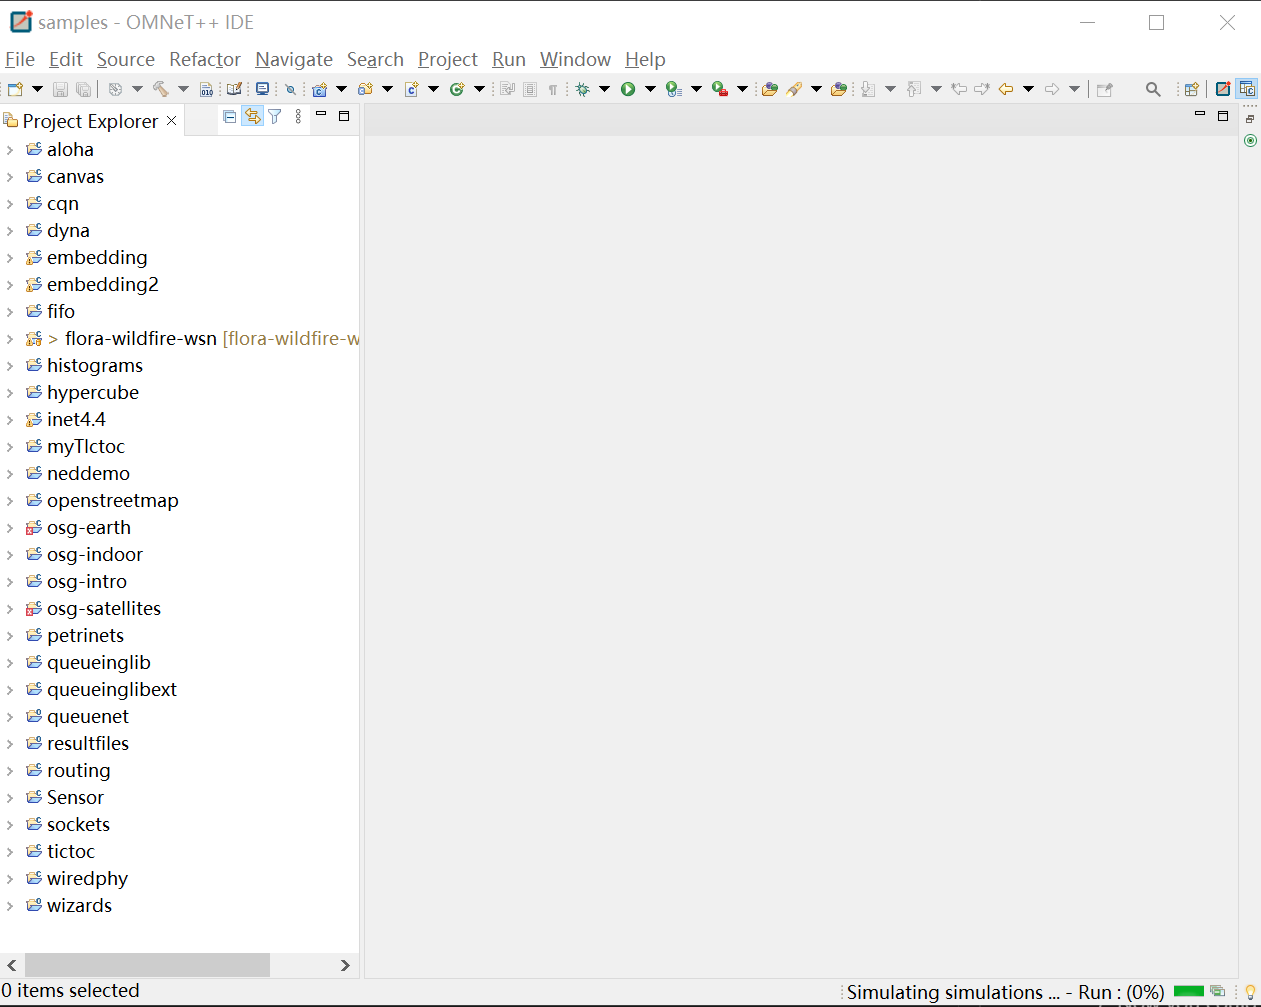 samples - OMNeT++ IDE
File Edit Source Refactor Navigate Search Project Run Window Help
Project Explorer
aloha
canvas
cqn
dyna
embedding
embedding2
fifo
> flora-wildfire-wsn [flora-wildfire-w
histograms
hypercube
inet4.4
myTIctoc
neddemo
openstreetmap
osg-earth
osg-indoor
osg-intro
osg-satellites
petrinets
queueinglib
queueinglibext
queuenet
resultfiles
routing
Sensor
sockets
tictoc
wiredphy
wizards
0 items selected
Simulating simulations ... - Run : (0%)